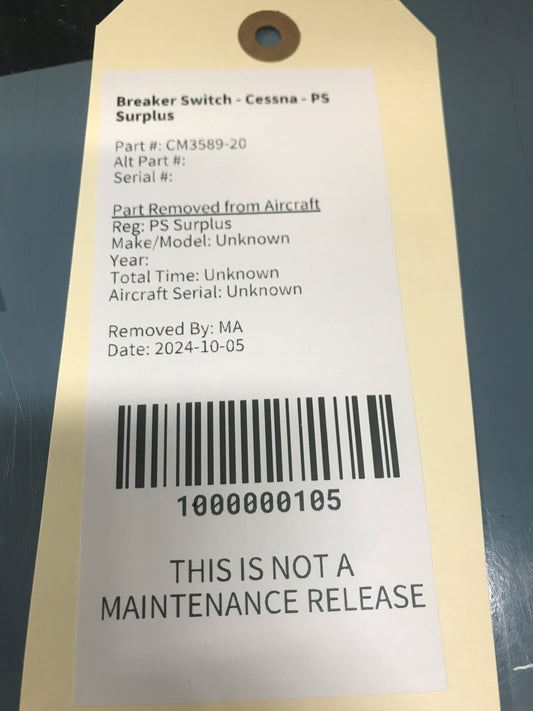 Breaker Switch - Cessna - PS
Surplus
Part #: CM3589-20
Alt Part #:
Serial #:
Part Removed from Aircraft
Reg: PS Surplus
Make/Model: Unknown
Year:
Total Time: Unknown
Aircraft Serial: Unknown
Removed By: MA
Date: 2024-10-05
1000000105
THIS IS NOT A
MAINTENANCE RELEASE